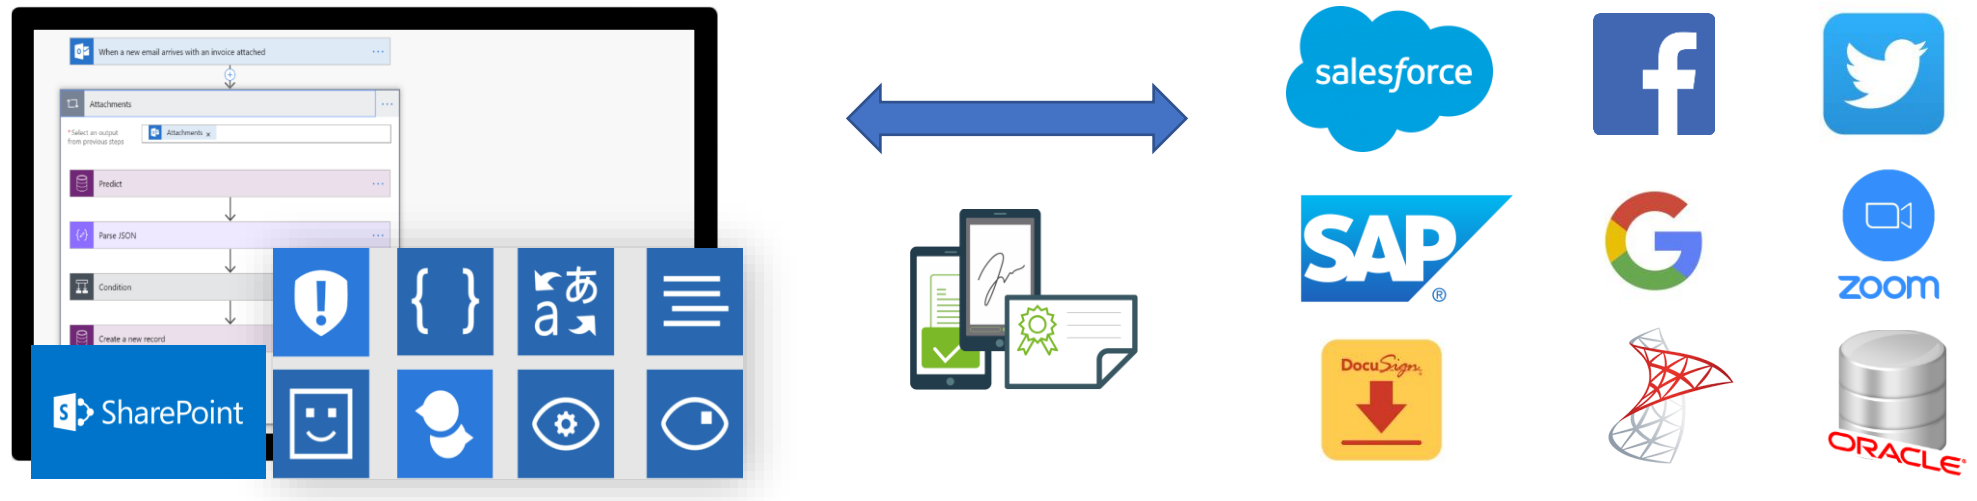 When a new email arrives with an invoice attached
Attachments
*Select an output
from previous steps
Attachments x
Predict
Parse JSON
Condition
Create a new record
S SharePoint
{ }
あ
a
salesforce
f
SAP
®
G
zoom
DocuSign
ORACLE